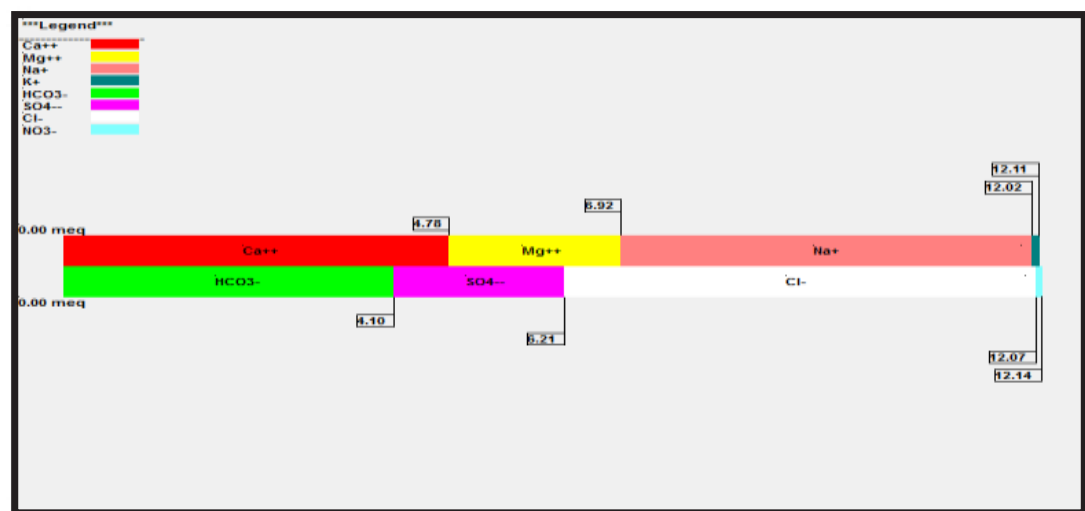 ***Legend***
Ca++
Mg++
Na+
K+
HCO3-
SO4--
Cl-
NO3-
12.11
12.02
6.92
4.78
0.00 meq
Ca++ Mg++ Na+
HCO3- SO4-- Cl-
0.00 meq
4.10
6.21
12.07
12.14